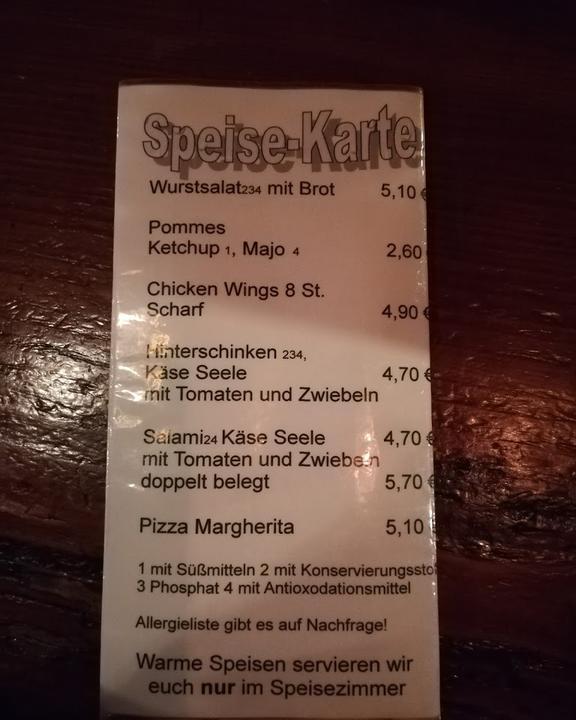 Speise-Karte
Wurstsalat234 mit Brot 5,10 €
Pommes
Ketchup 1, Majo 4 2,60
Chicken Wings 8 St.
Scharf 4,90 €
Hinterschinken 234,
Käse Seele 4,70 €
mit Tomaten und Zwiebeln
Salami24 Käse Seele 4,70 €
mit Tomaten und Zwiebeln
doppelt belegt 5,70 €
Pizza Margherita 5,10
1 mit Süßmitteln 2 mit Konservierungssto
3 Phosphat 4 mit Antioxodationsmittel
Allergieliste gibt es auf Nachfrage!
Warme Speisen servieren wir
euch nur im Speisezimmer